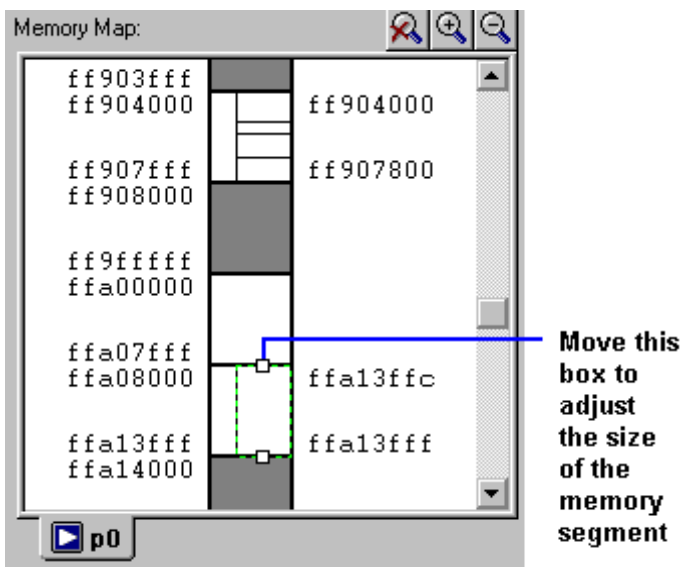 Memory Map:
ff903fff
ff904000 ff904000
ff907fff ff907800
ff908000
ff9fffff
ffa00000
ffa07fff
ffa08000 ffa13ffc
ffa13fff ffa13fff
ffa14000
p0
Move this
box to
adjust
the size
of the
memory
segment